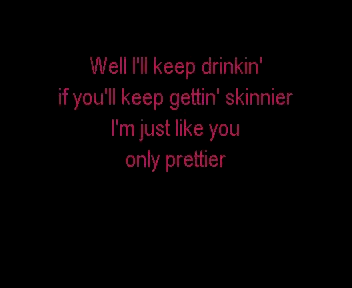 Well I'll keep drinkin'
if you'll keep gettin' skinnier
I'm just like you
only prettier